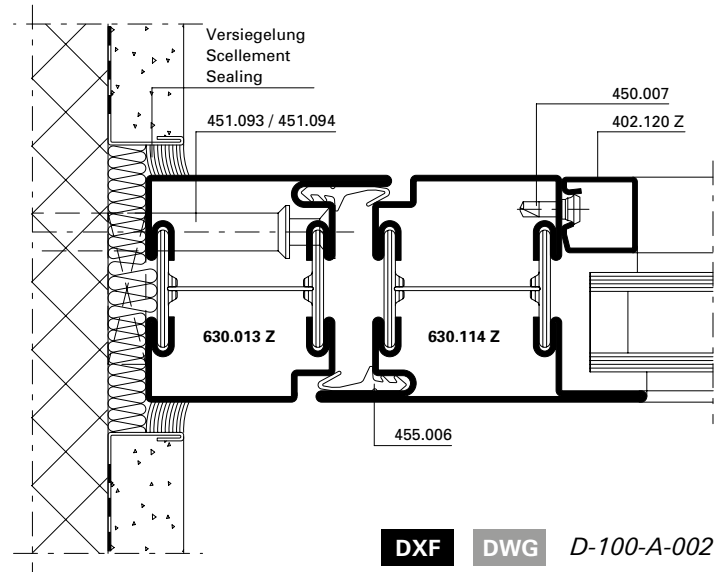 Versiegelung
Scellement
Sealing
451.093 / 451.094
450.007
402.120 Z
630.013 Z
630.114 Z
455.006
DXF DWG D-100-A-002